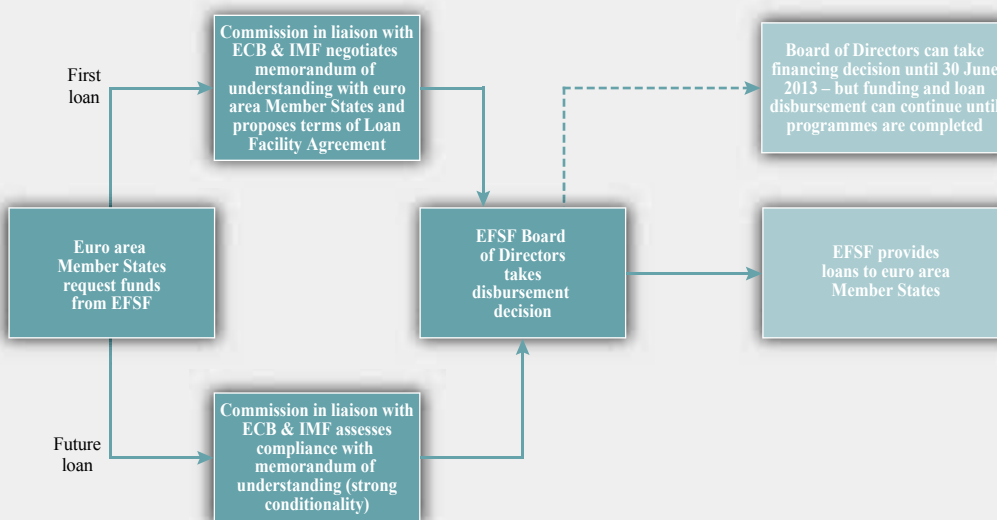 First
loan
Commission in liaison with
ECB & IMF negotiates
memorandum of
understanding with euro
area Member States and
proposes terms of Loan
Facility Agreement
Board of Directors can take
financing decision until 30 June
2013 – but funding and loan
disbursement can continue until
programmes are completed
Euro area
Member States
request funds
from EFSF
EFSF Board
of Directors
takes
disbursement
decision
EFSF provides
loans to euro area
Member States
Future
loan
Commission in liaison with
ECB & IMF assesses
compliance with
memorandum of
understanding (strong
conditionality)